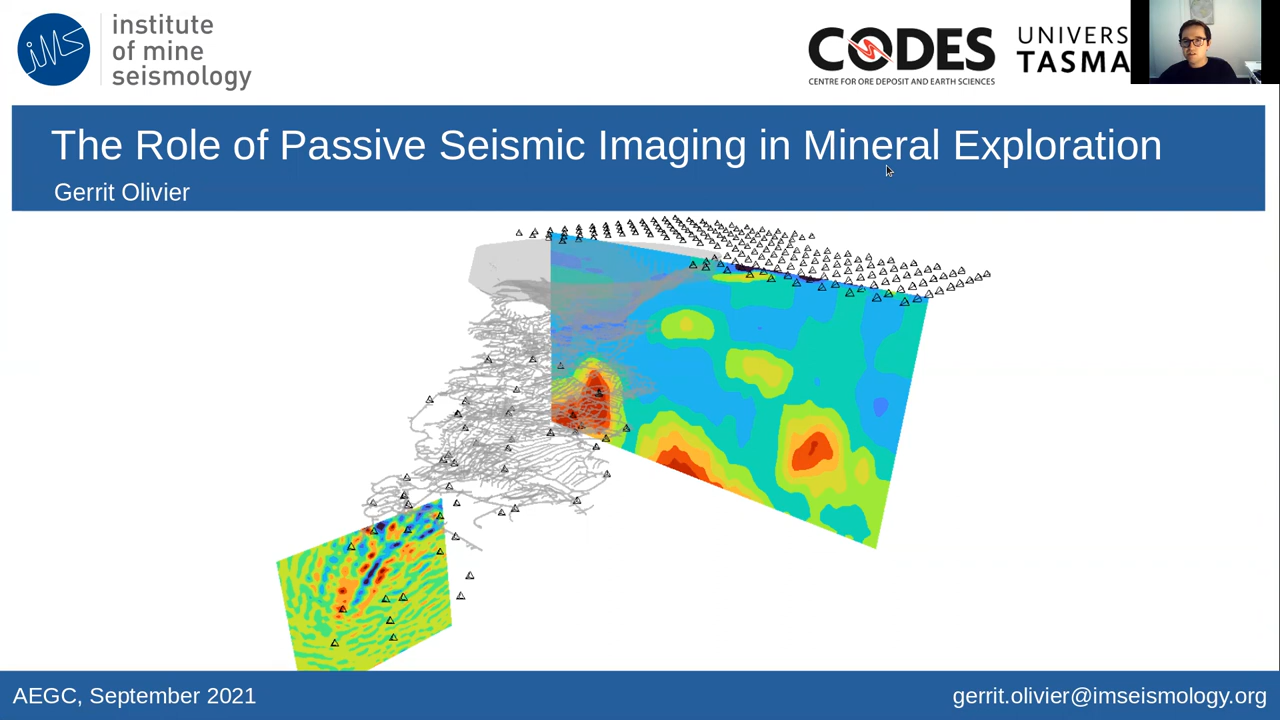 ims
institute
of mine
seismology
CODES
CENTRE FOR ORE DEPOSIT AND EARTH SCIENCES
UNIVERS
TASMA
The Role of Passive Seismic Imaging in Mineral Exploration
Gerrit Olivier
AEGC, September 2021
gerrit.olivier@imseismology.org